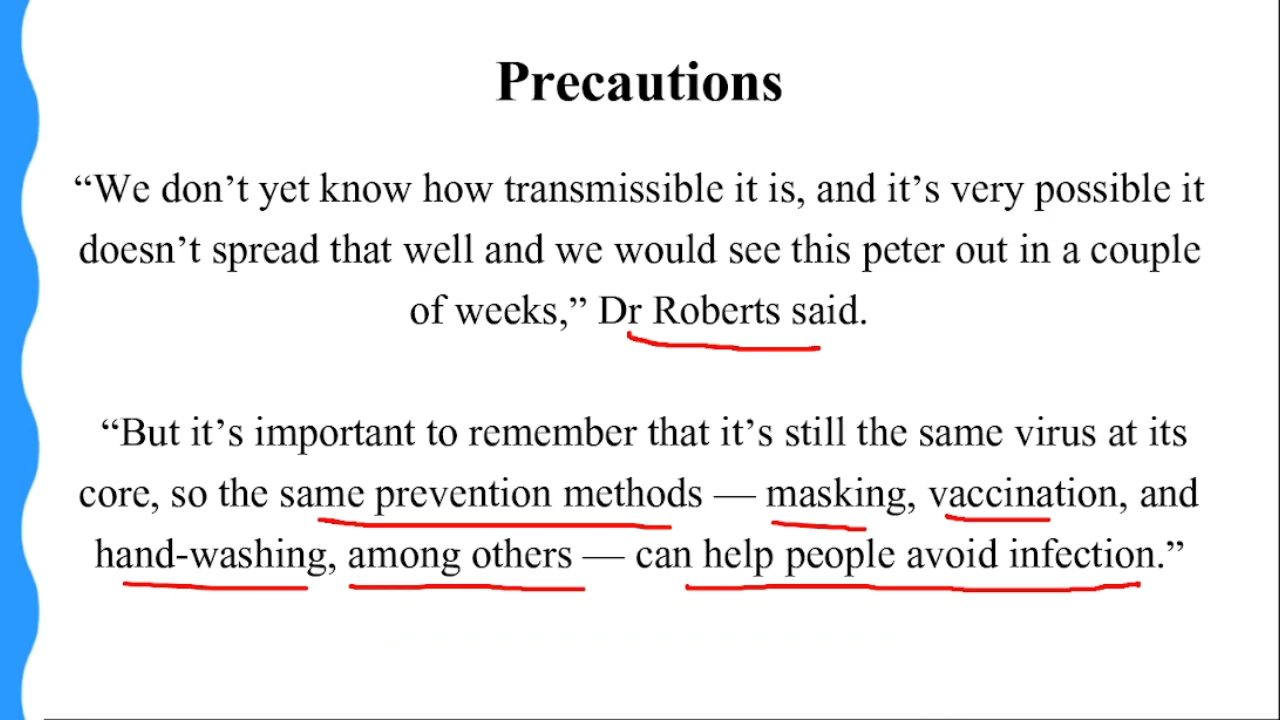 Precautions
“We don’t yet know how transmissible it is, and it’s very possible it
doesn’t spread that well and we would see this peter out in a couple
of weeks,” Dr Roberts said.
“But it’s important to remember that it’s still the same virus at its
core, so the same prevention methods — masking, vaccination, and
hand-washing, among others — can help people avoid infection.”